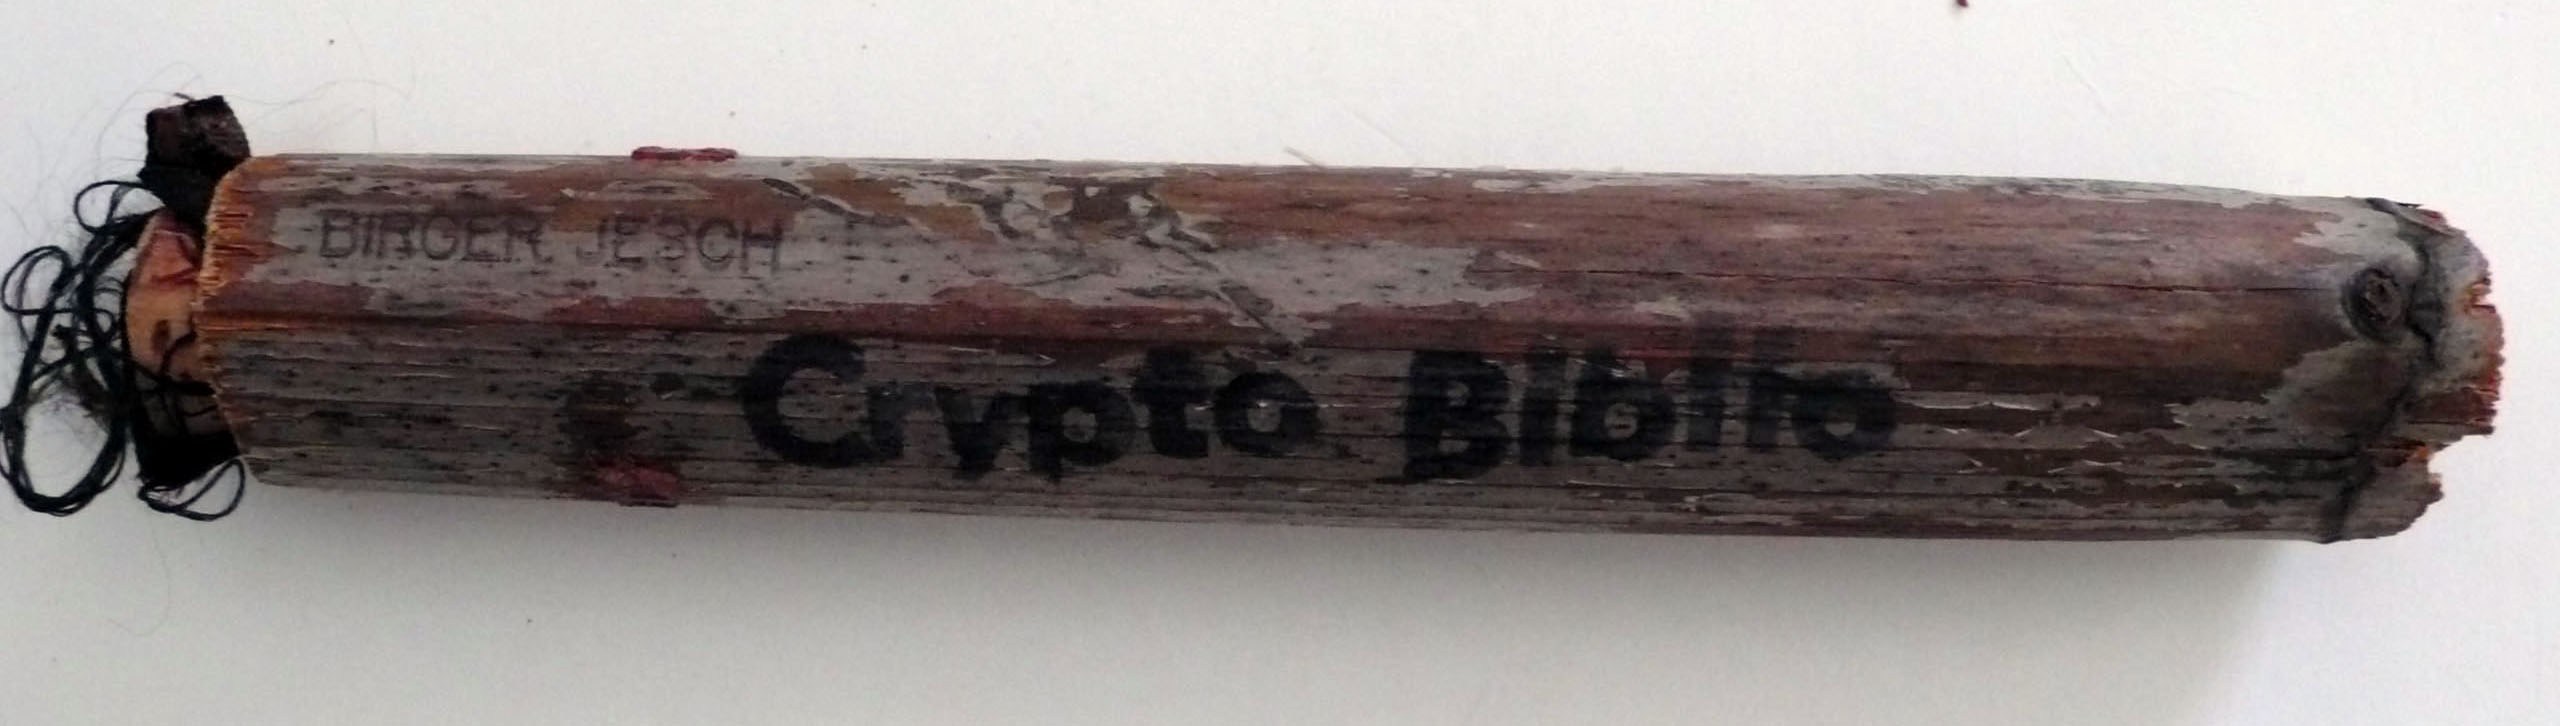 BIRGER JESCH
Crypto Biblio